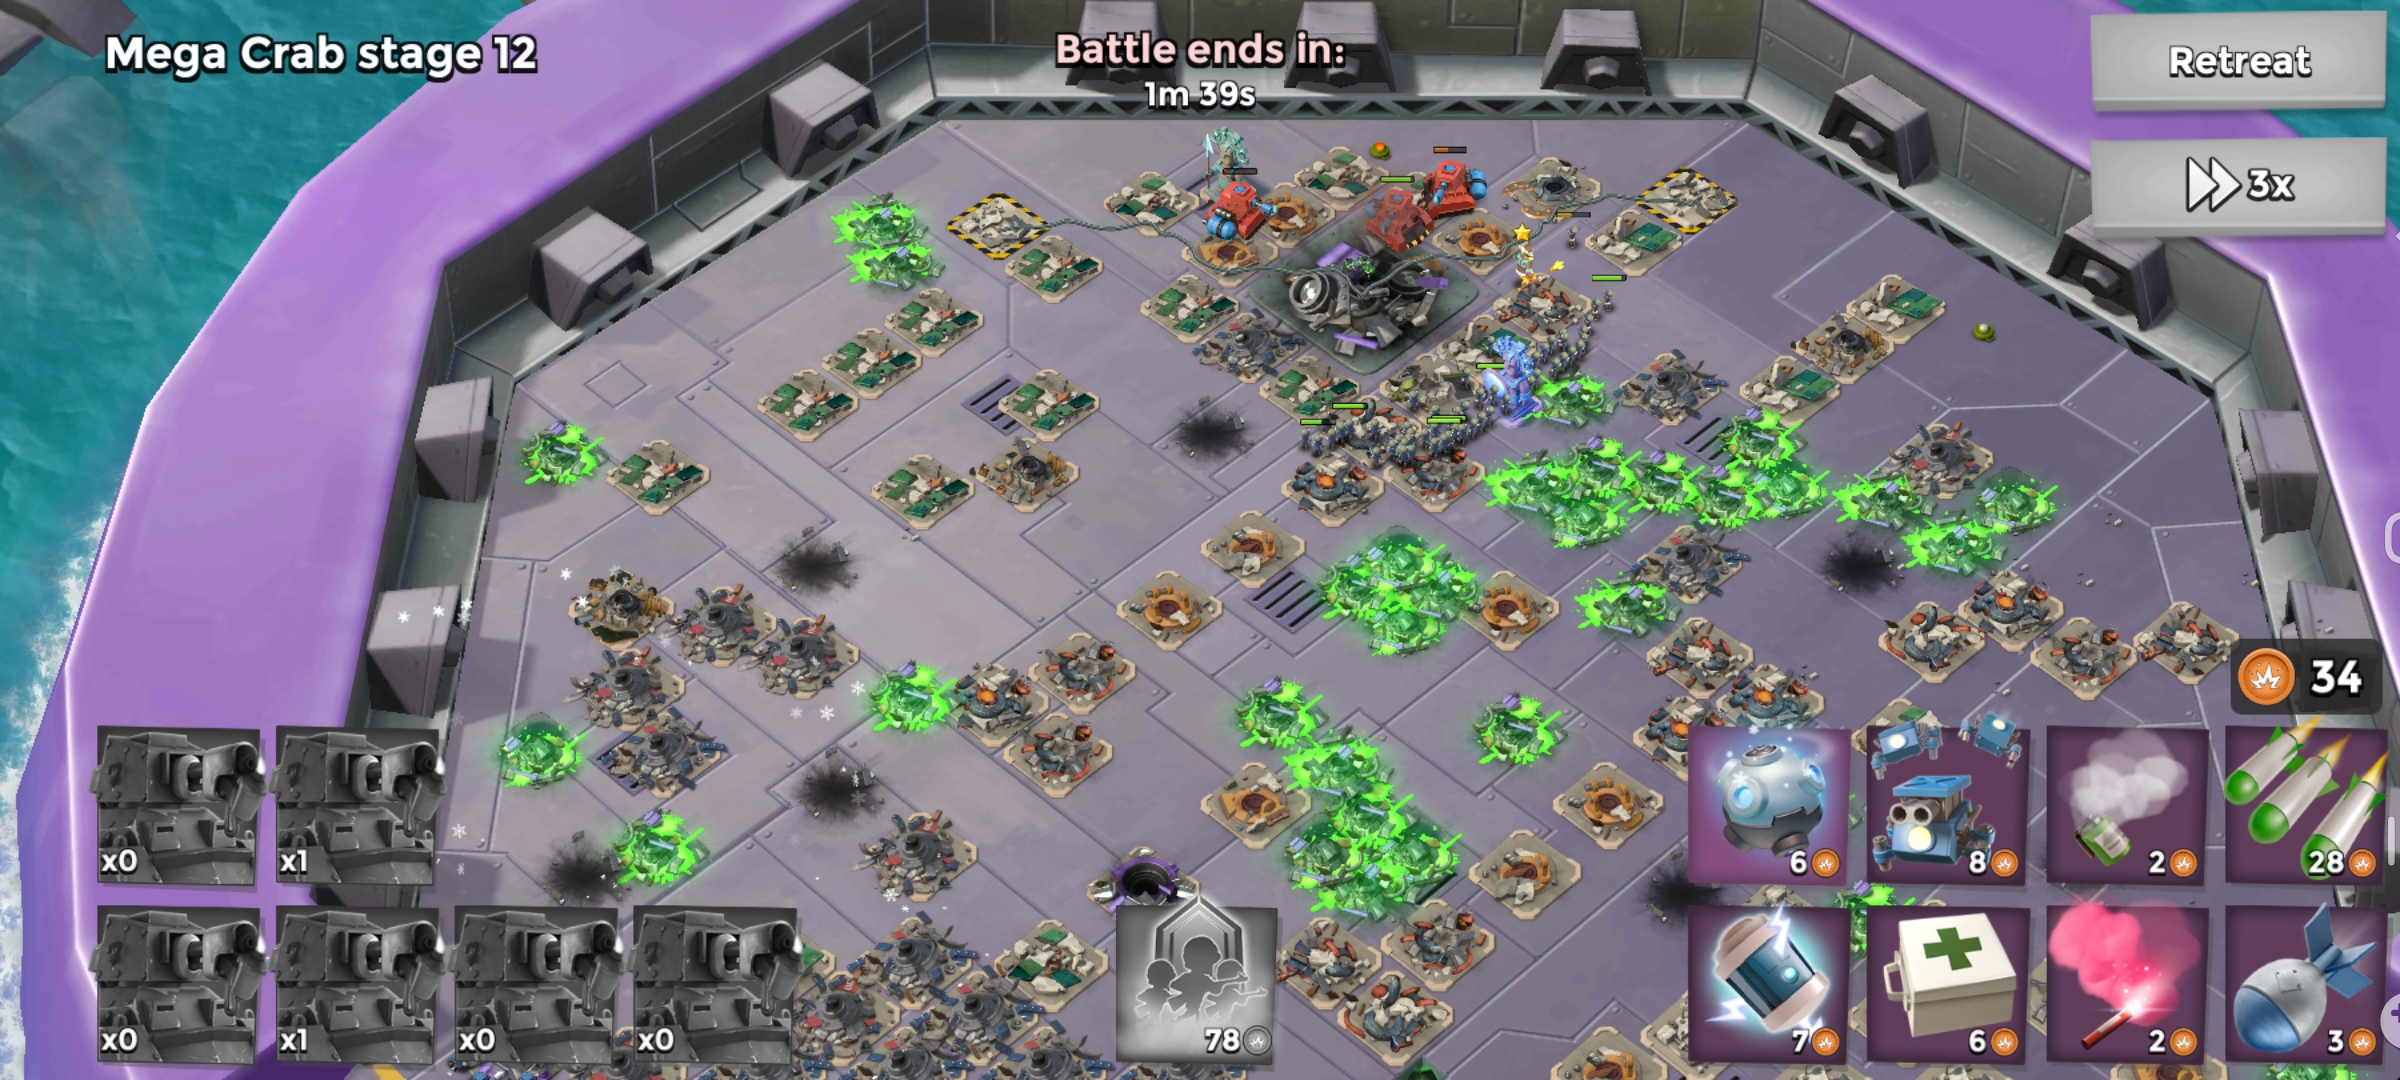 Mega Crab stage 12
Battle ends in:
1m 39s
Retreat
3x
34
x0
x1
6
8
2
28
x0
x1
x0
x0
78
7
6
2
3